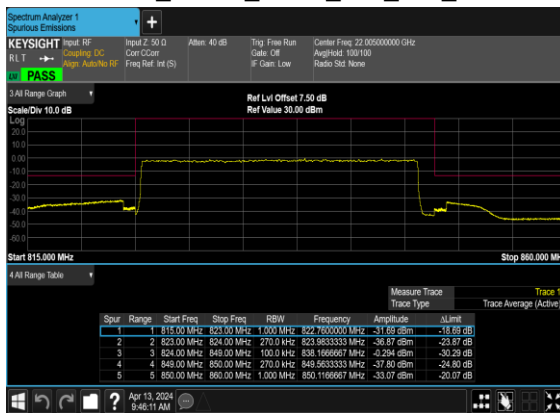 Spectrum Analyzer 1
Spurious Emissions
KEYSIGHT Input: RF Input Z: 50 Ω Atten: 40 dB Trig: Free Run Center Freq: 22.005000000 GHz
Coupling: DC Corr CCorr Gate: Off Avg|Hold: 100/100
RLT Align: Auto/No RF Freq Ref: Int (S) IF Gain: Low Radio Std: None
PASS
3 All Range Graph
Scale/Div 10.0 dB Ref Lvl Offset 7.50 dB
Ref Value 30.00 dBm
Log
20.0
10.0
0.00
-10.0
-20.0
-30.0
-40.0
-50.0
-60.0
Start 815.000 MHz Stop 860.000 MH
4 All Range Table
Measure Trace Trace 1
Trace Type Trace Average (Active)
Spur Range Start Freq Stop Freq RBW Frequency Amplitude ΔLimit
1 1 815.00 MHz 823.00 MHz 1.000 MHz 822.7600000 MHz -31.69 dBm -18.69 dB
2 2 823.00 MHz 824.00 MHz 270.0 kHz 823.9833333 MHz -36.87 dBm -23.87 dB
3 3 824.00 MHz 849.00 MHz 100.0 kHz 838.1666667 MHz -0.294 dBm -30.29 dB
4 4 849.00 MHz 850.00 MHz 270.0 kHz 849.5633333 MHz -37.80 dBm -24.80 dB
5 5 850.00 MHz 860.00 MHz 1.000 MHz 850.1166667 MHz -33.07 dBm -20.07 dB
Apr 13, 2024
9:46:11 AM